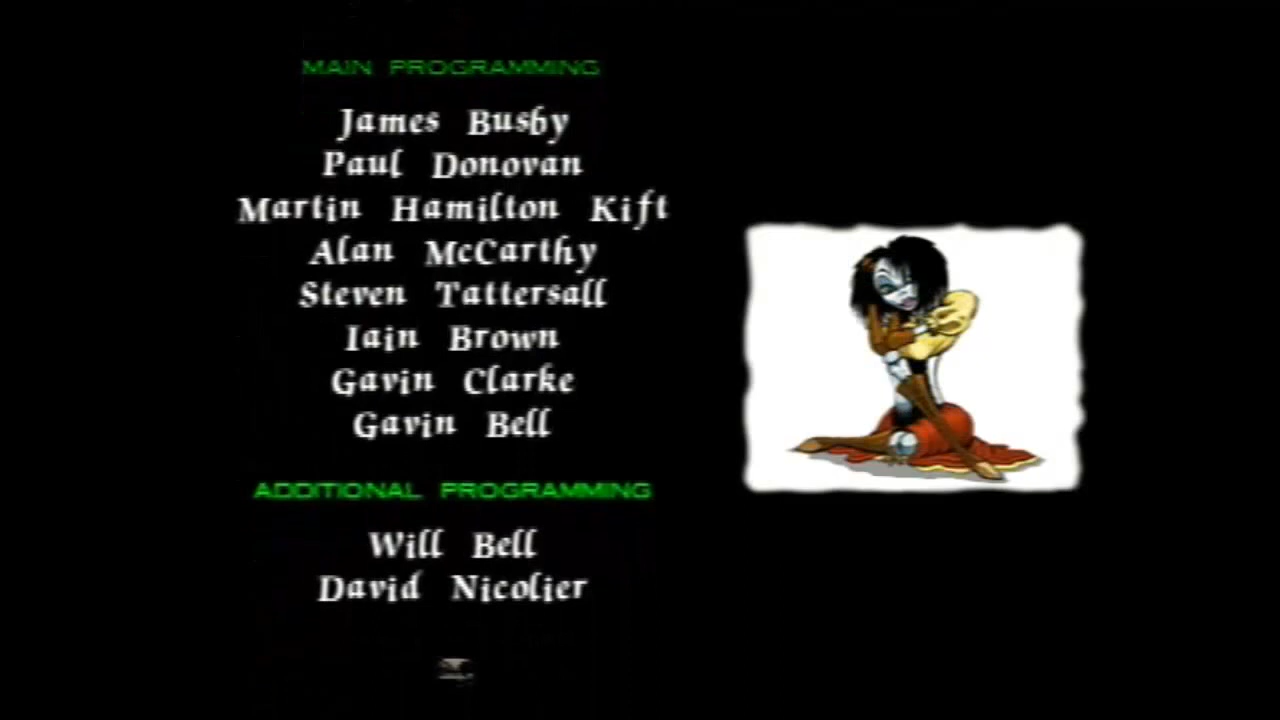 MAIN PROGRAMMING
James Busby
Paul Donovan
Martin Hamilton Kift
Alan McCarthy
Steven Tattersall
Iain Brown
Gavin Clarke
Gavin Bell
ADDITIONAL PROGRAMMING
Will Bell
David Nicolier